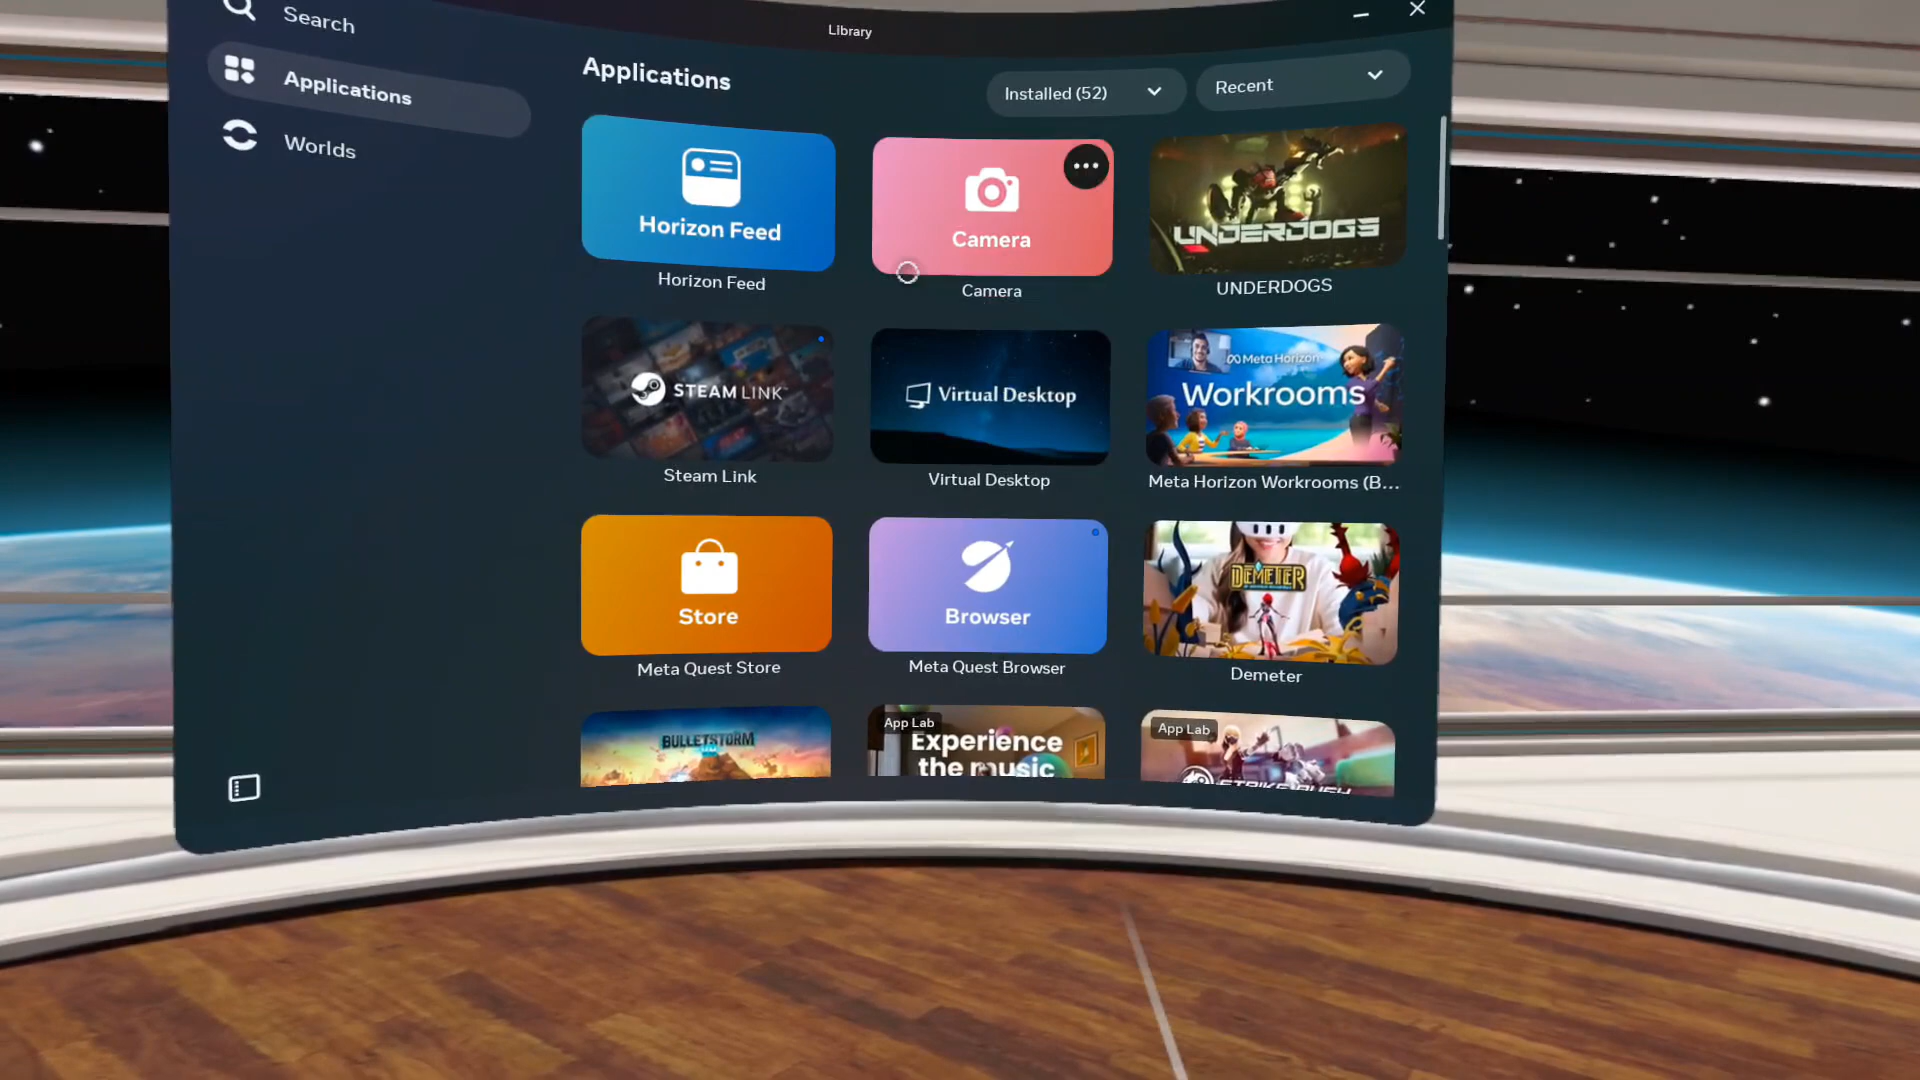 Library
Search
Applications
Worlds
Applications
Installed (52)
Recent
Horizon Feed
Horizon Feed
Camera
Camera
UNDERDOGS
UNDERDOGS
STEAM LINK
Steam Link
Virtual Desktop
Virtual Desktop
Meta Horizon
Workrooms
Meta Horizon Workrooms (B...
Store
Meta Quest Store
Browser
Meta Quest Browser
DEMETER
Demeter
BULLETSTORM
App Lab
Experience
the music
App Lab
STRIKE RUSH